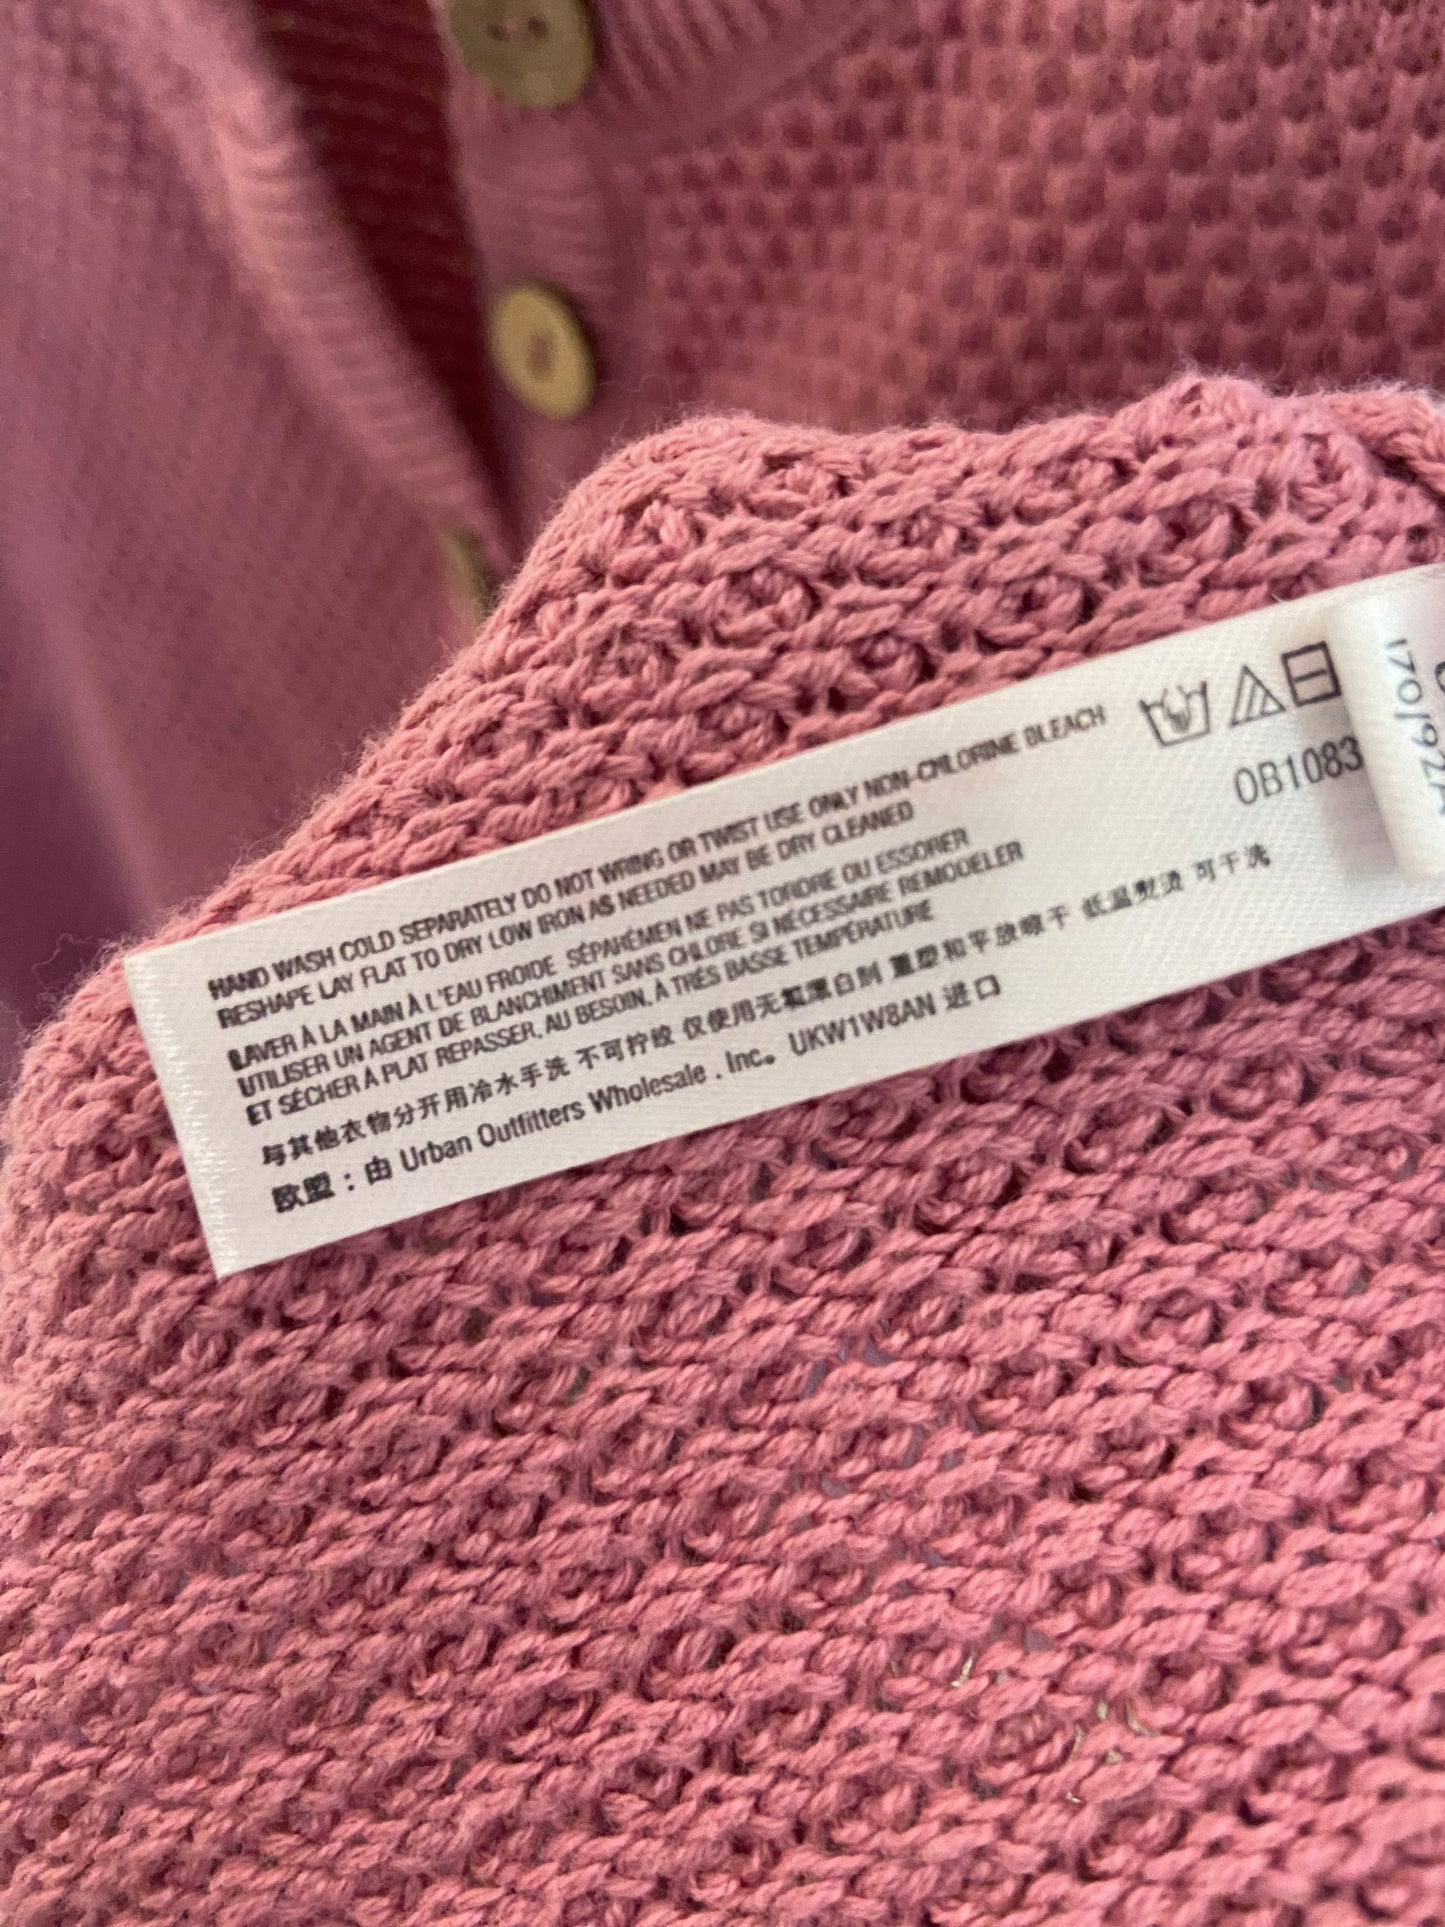 HAND WASH COLD SEPARATELY DO NOT WRING OR TWIST USE ONLY NON-CHLORINE BLEACH
RESHAPE LAY FLAT TO DRY LOW IRON AS NEEDED MAY BE DRY CLEANED
LAVER À LA MAIN À L'EAU FROIDE SÉPARÉMEN NE PAS TORDRE OU ESSORER
UTILISER UN AGENT DE BLANCHIMENT SANS CHLORE SI NÉCESSAIRE REMODELER
ET SÉCHER À PLAT REPASSER, AU BESOIN, À TRÈS BASSE TEMPÉRATURE
与其他衣物分开用冷水手洗 不可拧绞 仅使用无氯漂白剂 重塑和平放晾干 低温熨烫 可干洗
欧盟：由 Urban Outfitters Wholesale . Inc。 UKW1W8AN 进口
OB1083